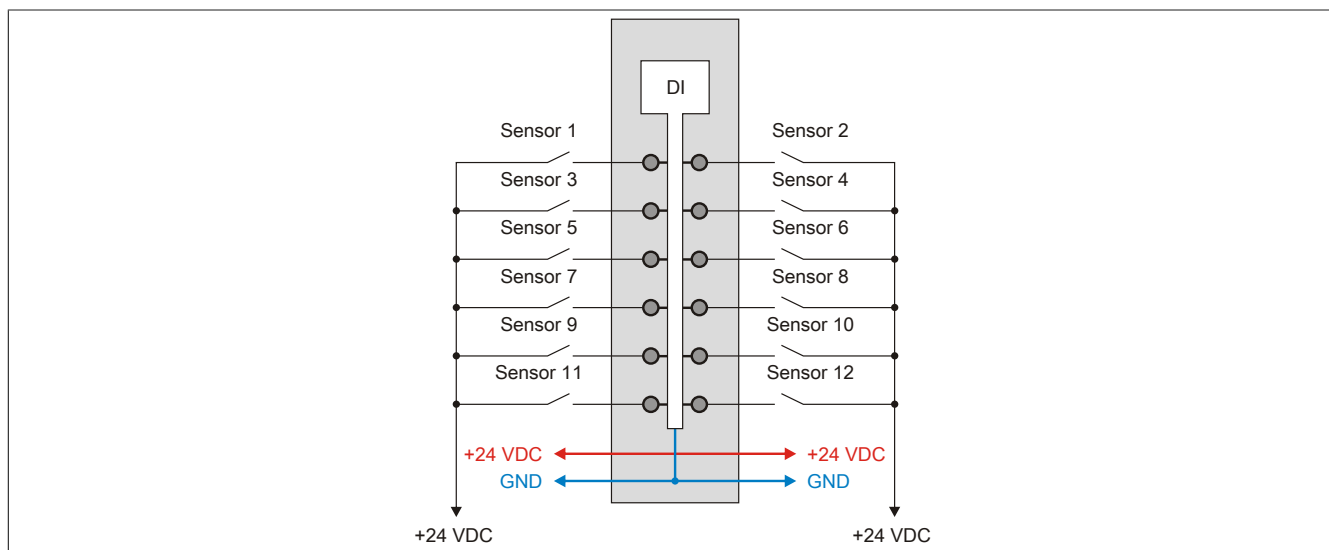 DI
Sensor 1 Sensor 2
Sensor 3 Sensor 4
Sensor 5 Sensor 6
Sensor 7 Sensor 8
Sensor 9 Sensor 10
Sensor 11 Sensor 12
+24 VDC +24 VDC
GND GND
+24 VDC +24 VDC